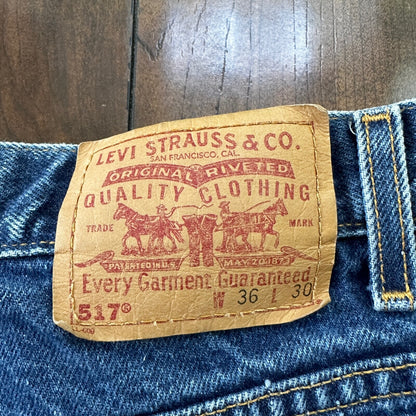 LEVI STRAUSS & CO.
SAN FRANCISCO, CAL.
ORIGINAL RIVETED
QUALITY CLOTHING
TRADE MARK
PATENTED IN U.S. MAY 20 1873
Every Garment Guaranteed
517® W 36 L 30